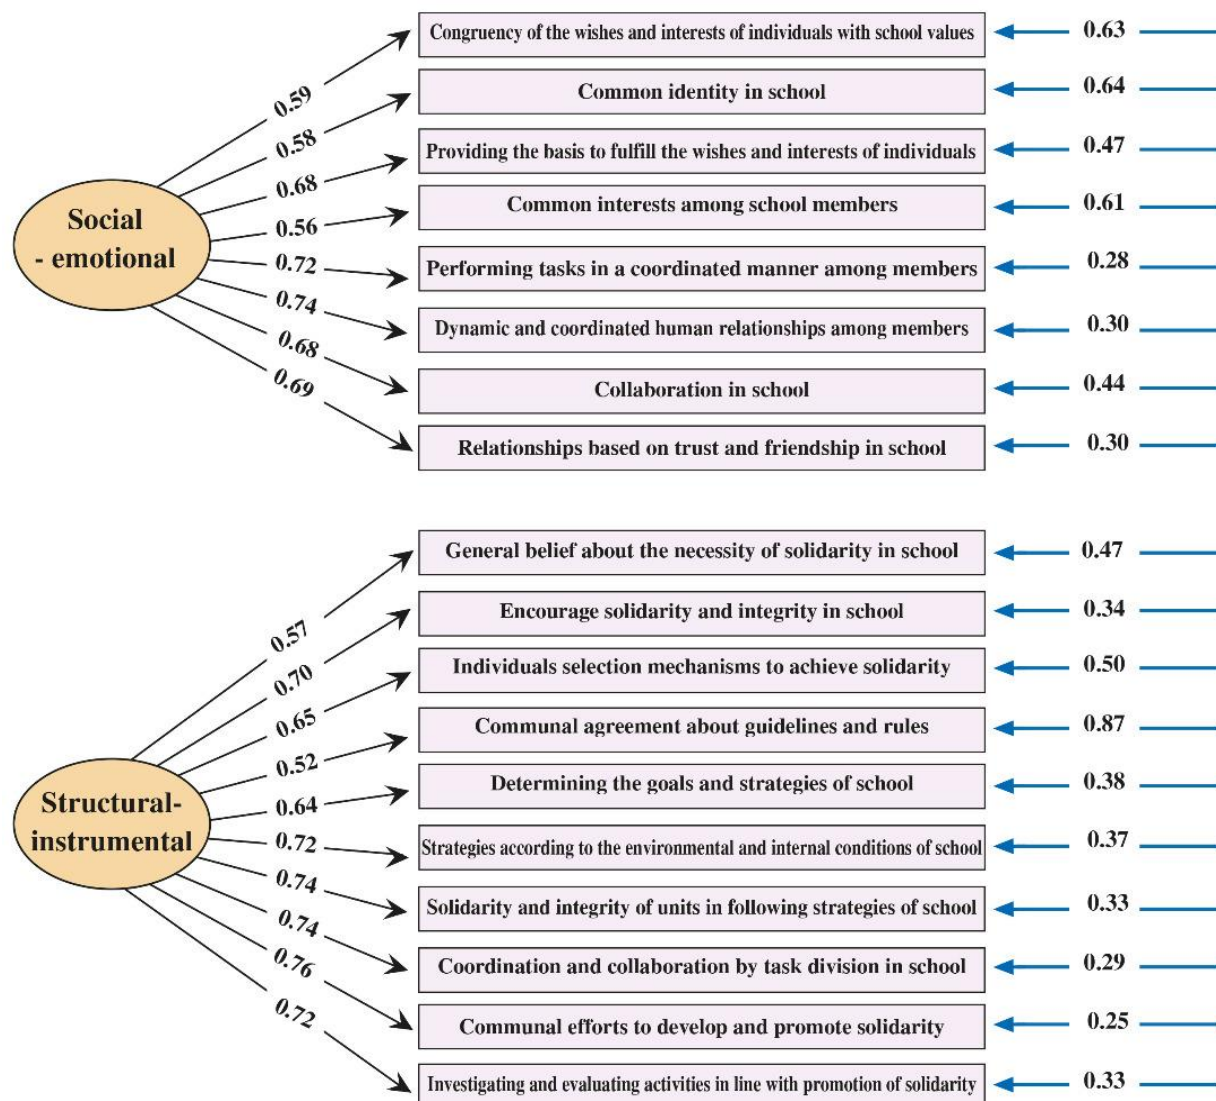 Social
- emotional
0.59
0.58
0.68
0.56
0.72
0.74
0.68
0.69
Congruency of the wishes and interests of individuals with school values
0.63
Common identity in school
0.64
Providing the basis to fulfill the wishes and interests of individuals
0.47
Common interests among school members
0.61
Performing tasks in a coordinated manner among members
0.28
Dynamic and coordinated human relationships among members
0.30
Collaboration in school
0.44
Relationships based on trust and friendship in school
0.30
Structural-
instrumental
0.57
0.70
0.65
0.52
0.64
0.72
0.74
0.74
0.76
0.72
General belief about the necessity of solidarity in school
0.47
Encourage solidarity and integrity in school
0.34
Individuals selection mechanisms to achieve solidarity
0.50
Communal agreement about guidelines and rules
0.87
Determining the goals and strategies of school
0.38
Strategies according to the environmental and internal conditions of school
0.37
Solidarity and integrity of units in following strategies of school
0.33
Coordination and collaboration by task division in school
0.29
Communal efforts to develop and promote solidarity
0.25
Investigating and evaluating activities in line with promotion of solidarity
0.33